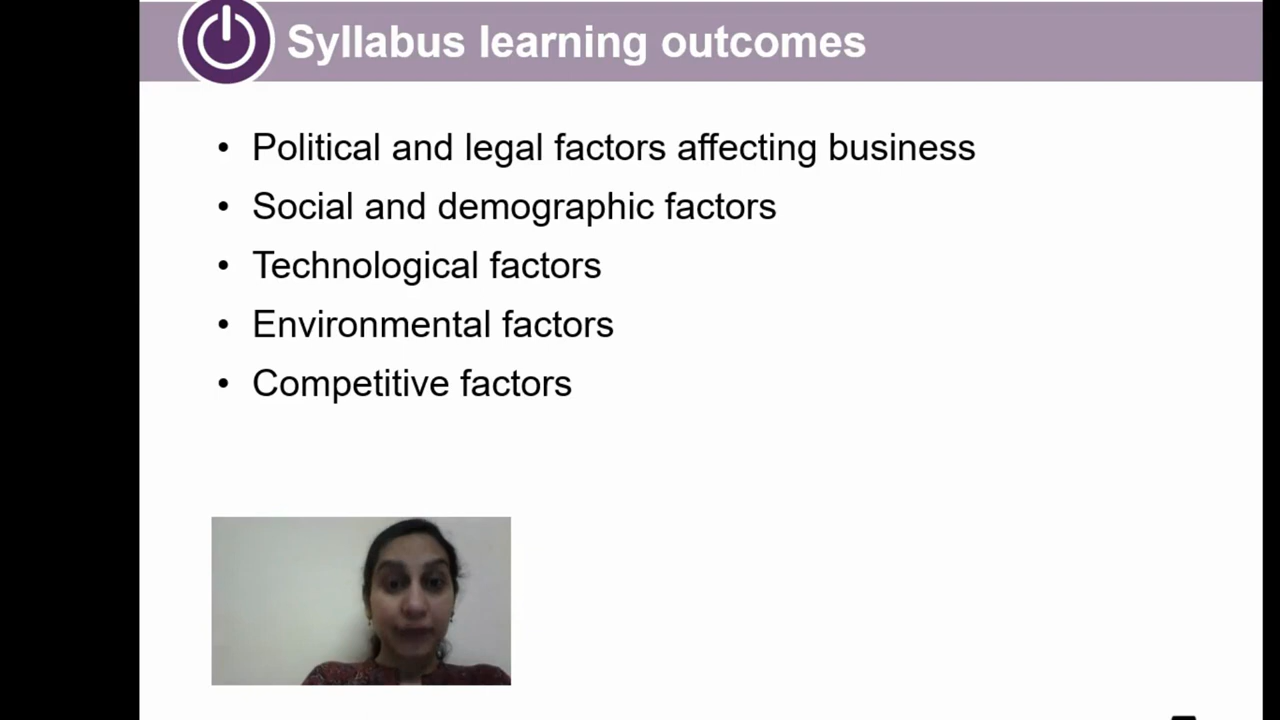 Syllabus learning outcomes
• Political and legal factors affecting business
• Social and demographic factors
• Technological factors
• Environmental factors
• Competitive factors